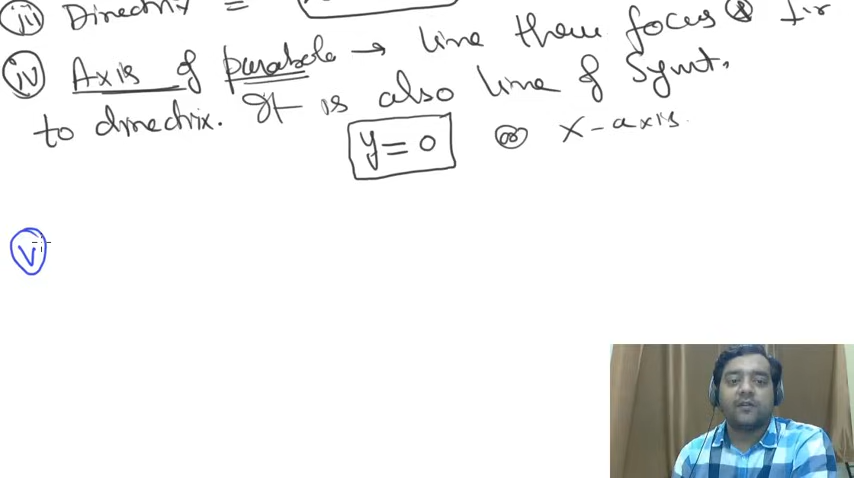 (iii) Directrix =
(iv) Axis of parabola → line thru focus & ⊥r
to directrix. It is also line of Symt.
y = 0 (or) X-axis.
(v)